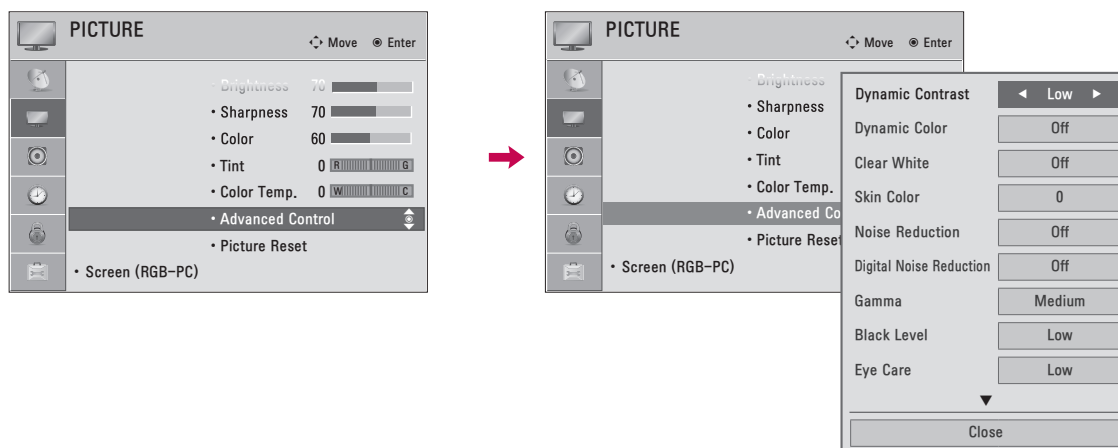 PICTURE
Move Enter
• Brightness 70
• Sharpness 70
• Color 60
• Tint 0 R G
• Color Temp. 0 W C
• Advanced Control
• Picture Reset
• Screen (RGB-PC)
PICTURE
Move Enter
• Brightness
• Sharpness
• Color
• Tint
• Color Temp.
• Advanced Co
• Picture Reset
• Screen (RGB-PC)
Dynamic Contrast ◄ Low ►
Dynamic Color Off
Clear White Off
Skin Color 0
Noise Reduction Off
Digital Noise Reduction Off
Gamma Medium
Black Level Low
Eye Care Low
▼
Close